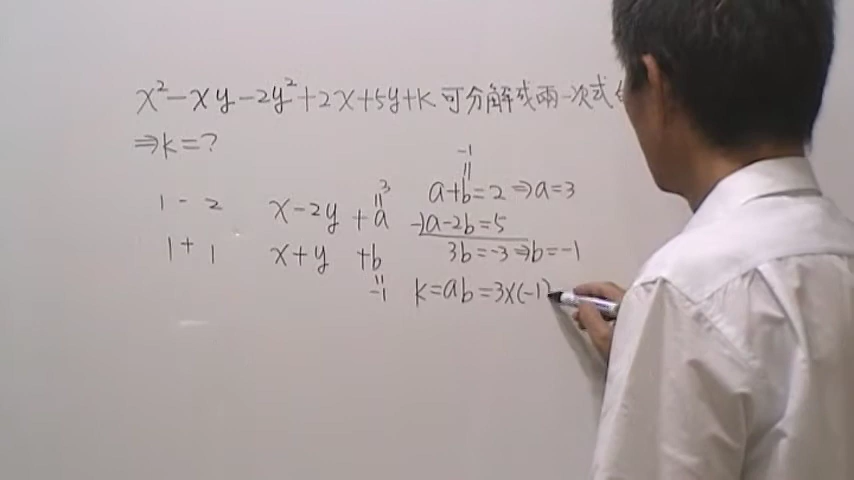 x²-xy-2y²+2x+5y+k 可分解成兩一次式
⇒k=?
1 - 2
1 + 1
3
॥
x-2y +a
x+y +b
॥
-1
-1
॥
a+b=2 ⇒a=3
-)a-2b=5
3b=-3⇒b=-1
k=ab=3×(-1)